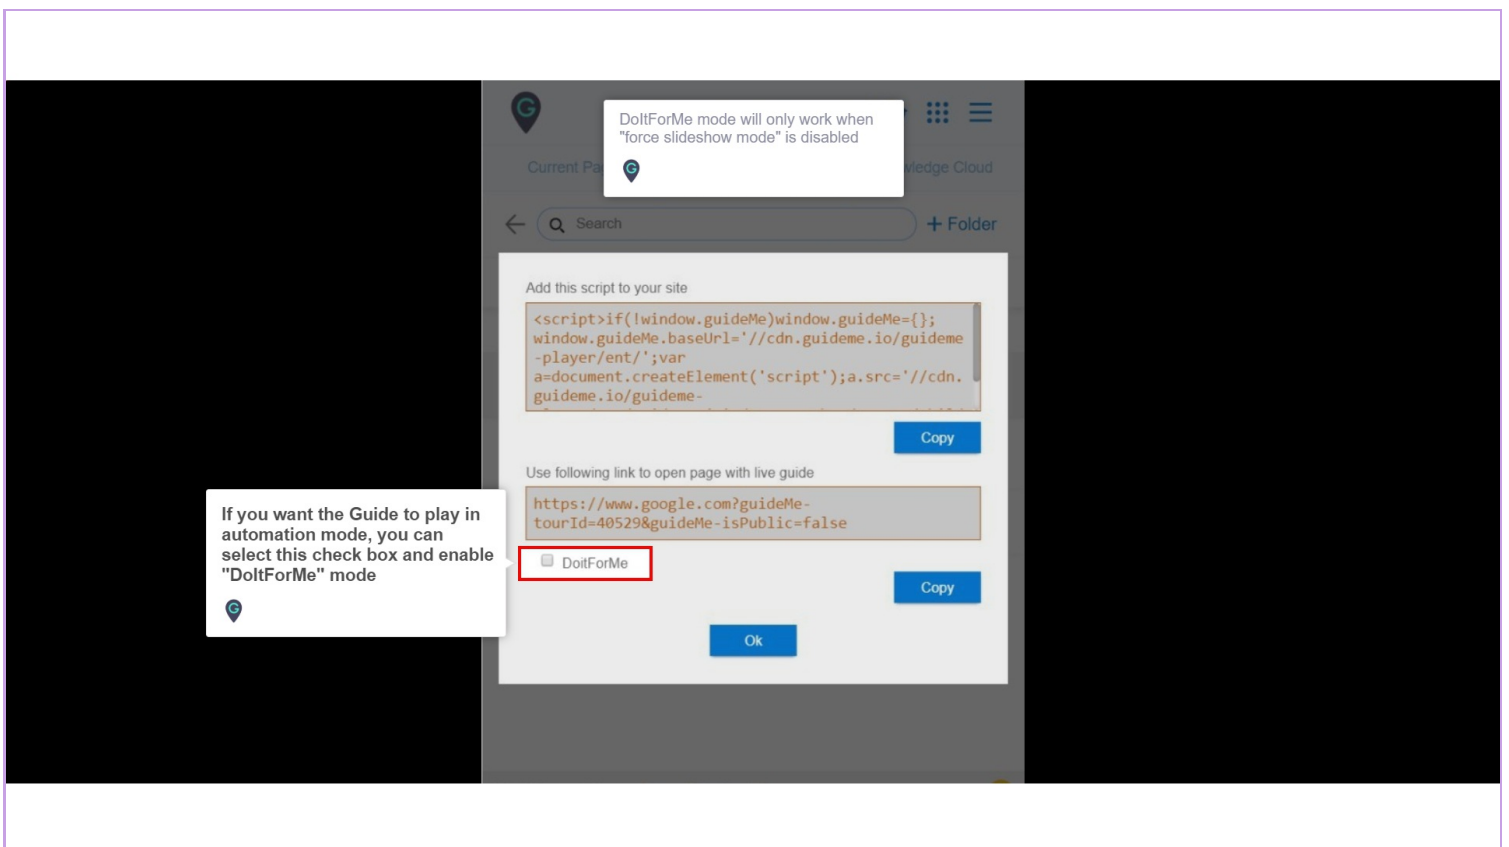 DoItForMe mode will only work when
"force slideshow mode" is disabled
Current
Cloud
Search
+ Folder
Add this script to your site
<script>if(!window.guideMe)window.guideMe={};
window.guideMe.baseUrl='//cdn.guideme.io/guideme
-player/ent/';var
a=document.createElement('script');a.src='//cdn.
guideme.io/guideme-
Copy
Use following link to open page with live guide
https://www.google.com?guideMe-
tourId=40529&guideMe-isPublic=false
If you want the Guide to play in
automation mode, you can
select this check box and enable
"DoItForMe" mode
DoitForMe
Copy
Ok